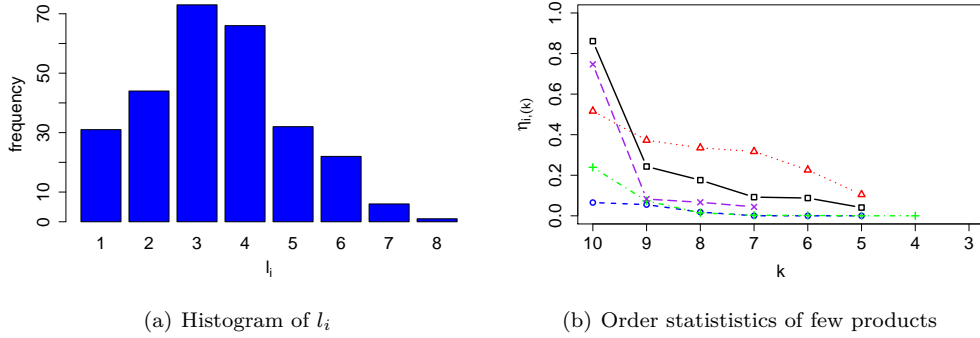 frequency
70
50
30
10
0
1 2 3 4 5 6 7 8
l_i
(a) Histogram of l_i
η_{i,(k)}
1.0
0.8
0.6
0.4
0.2
0.0
10 9 8 7 6 5 4 3
k
(b) Order statististics of few products